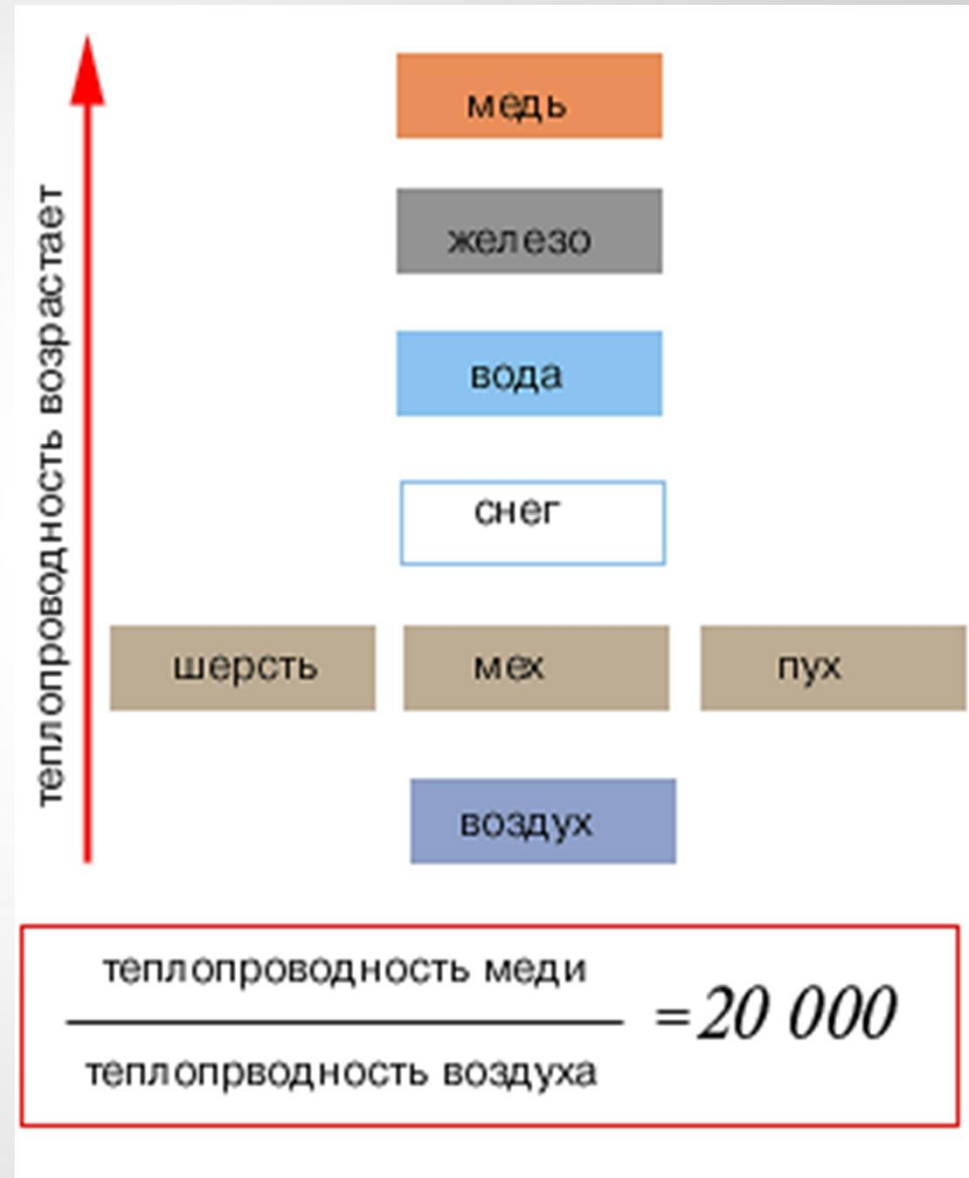 теплопроводность возрастает
медь
железо
вода
снег
шерсть мех пух
воздух
теплопроводность меди
теплопрводность воздуха
=20 000